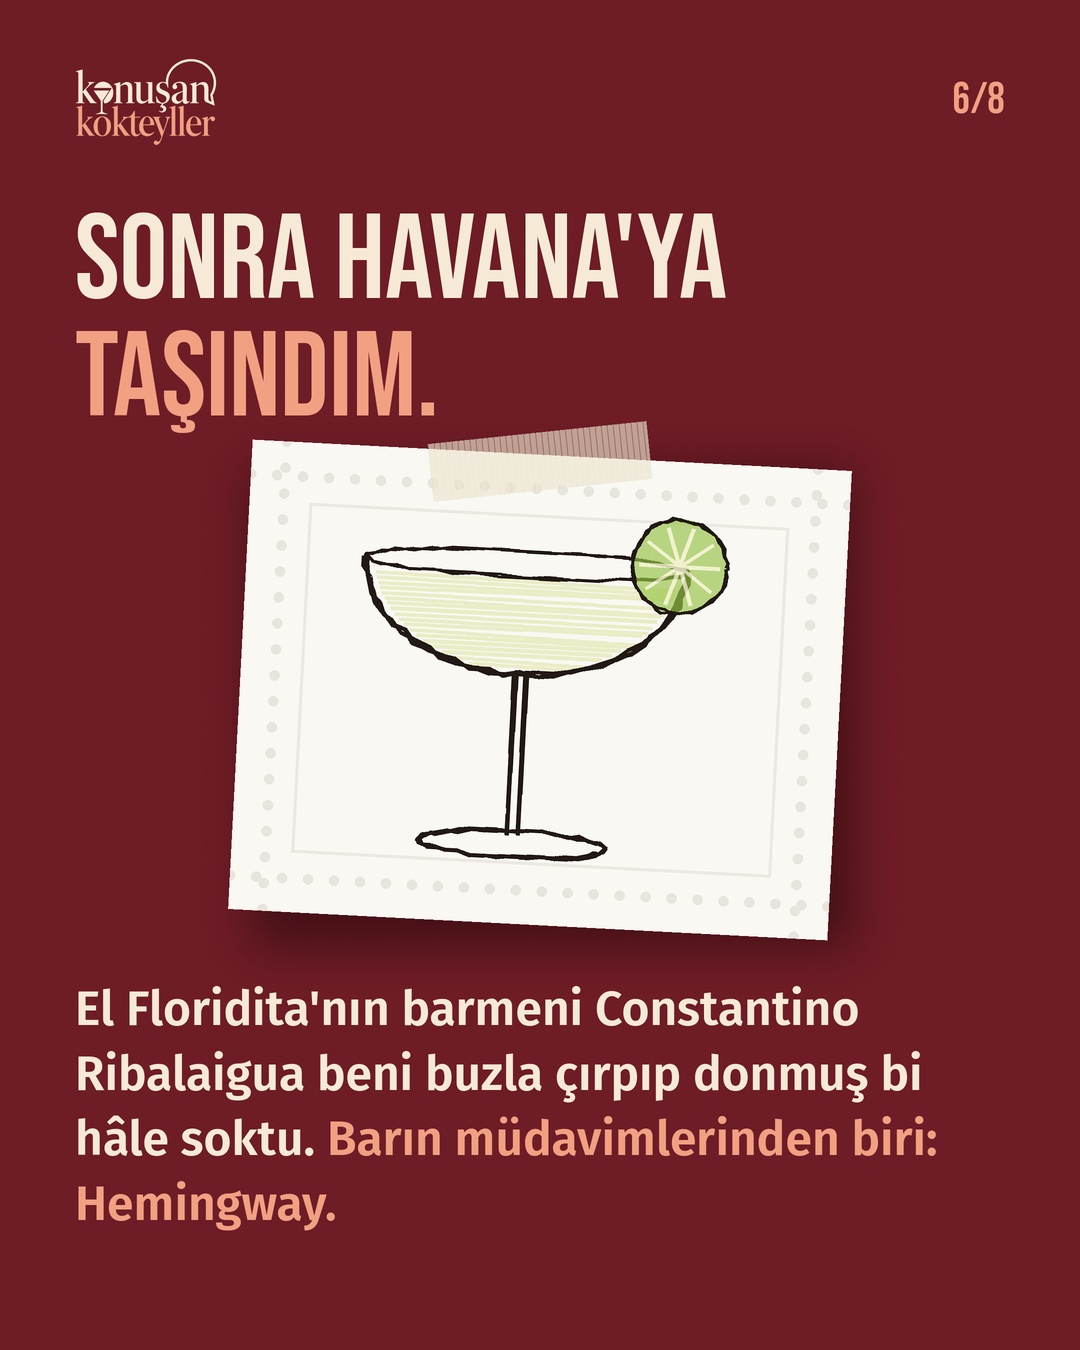 konuşan
kokteyller
6/8
SONRA HAVANA'YA
TAŞINDIM.
El Floridita'nın barmeni Constantino
Ribalaigua beni buzla çırpıp donmuş bi
hâle soktu. Barın müdavimlerinden biri:
Hemingway.